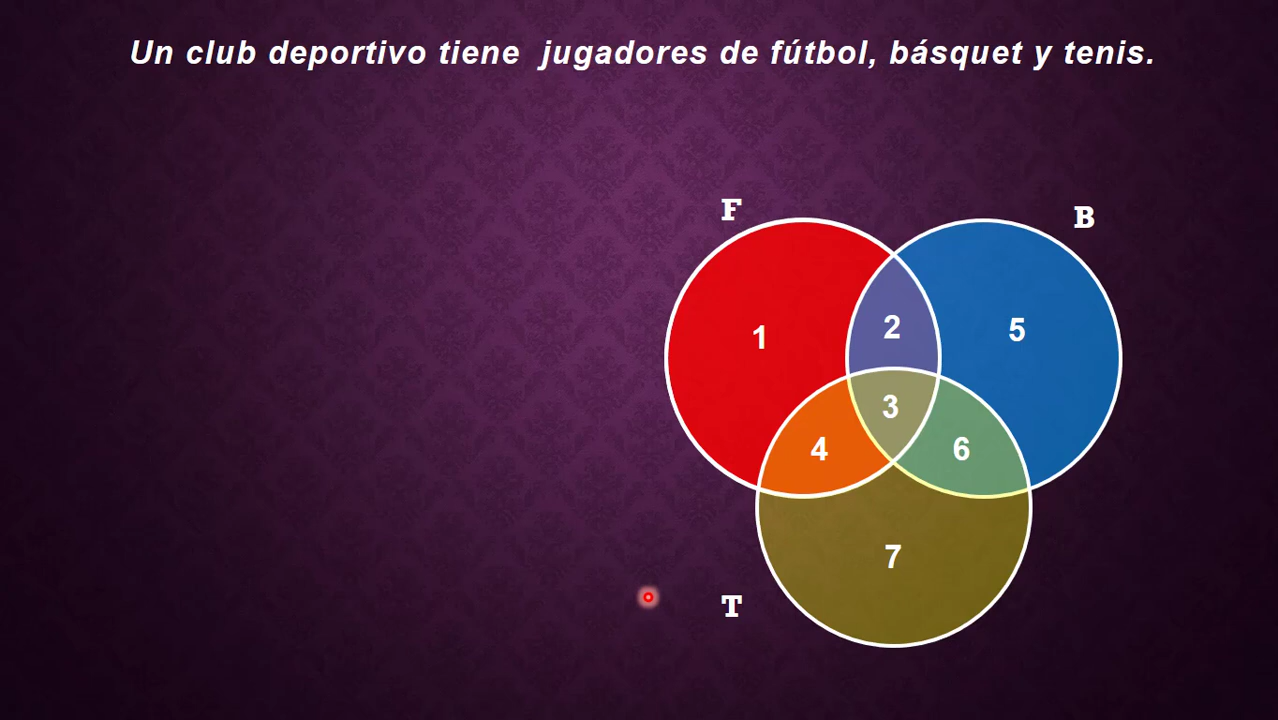 Un club deportivo tiene jugadores de fútbol, básquet y tenis.
F
B
1
2
5
3
4
6
7
T